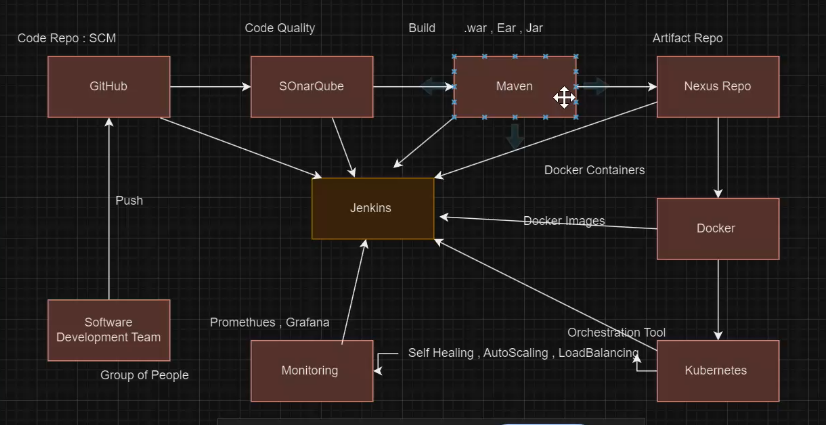 Code Quality
Build
.war , Ear , Jar
Code Repo : SCM
Artifact Repo
GitHub
SOnarQube
Maven
Nexus Repo
Docker Containers
Push
Jenkins
Docker Images
Docker
Software
Development Team
Promethues , Grafana
Orchestration Tool
Self Healing , AutoScaling , LoadBalancing
Group of People
Monitoring
Kubernetes